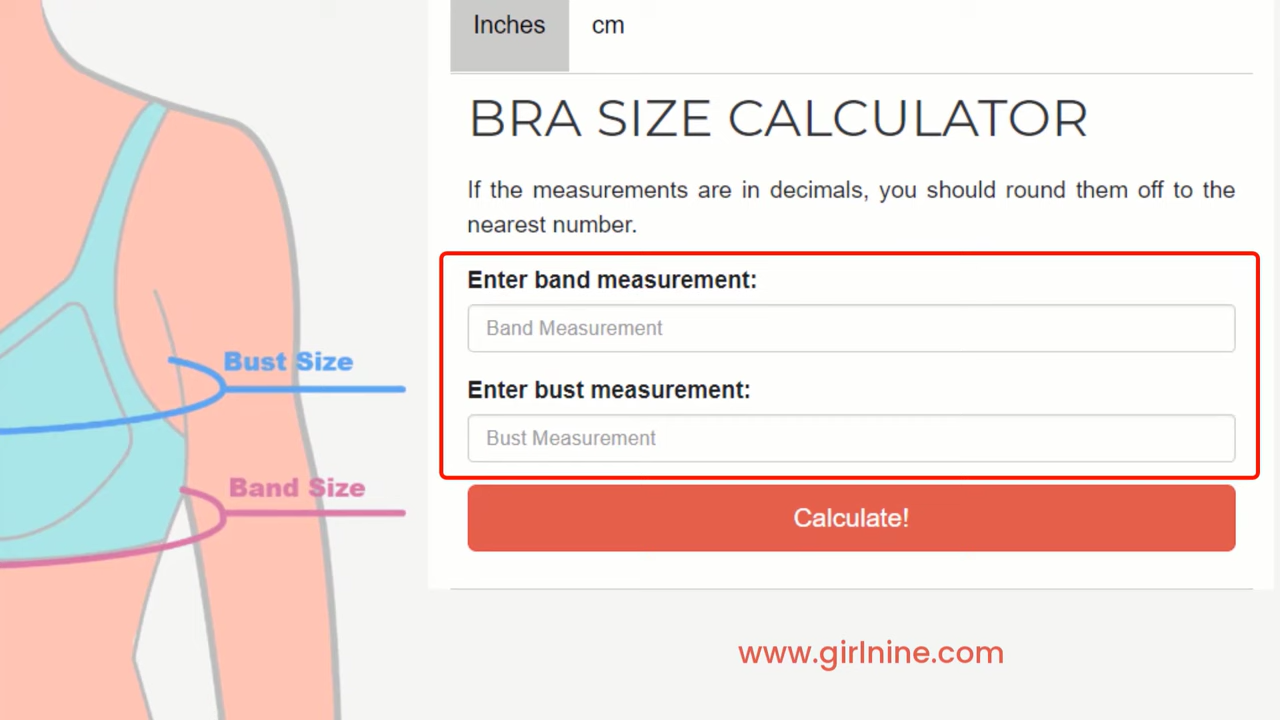 Inches cm
BRA SIZE CALCULATOR
If the measurements are in decimals, you should round them off to the
nearest number.
Enter band measurement:
Band Measurement
Enter bust measurement:
Bust Measurement
Calculate!
Bust Size
Band Size
www.girlnine.com